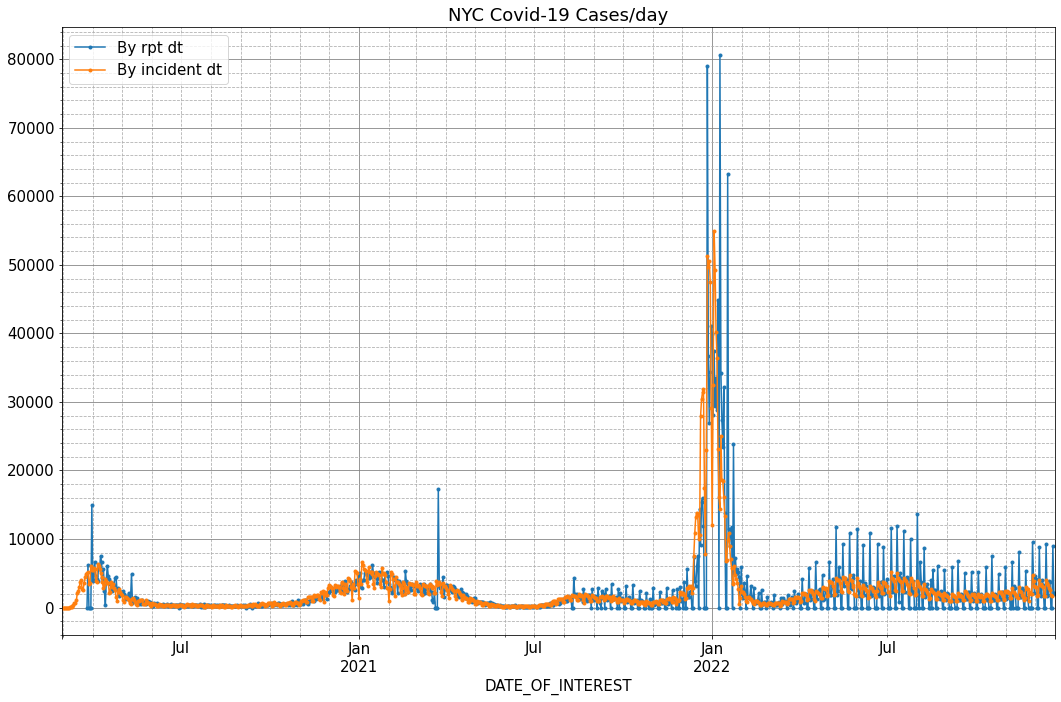 NYC Covid-19 Cases/day
By rpt dt
By incident dt
80000
70000
60000
50000
40000
30000
20000
10000
0
Jul
Jan
2021
Jul
Jan
2022
Jul
DATE_OF_INTEREST